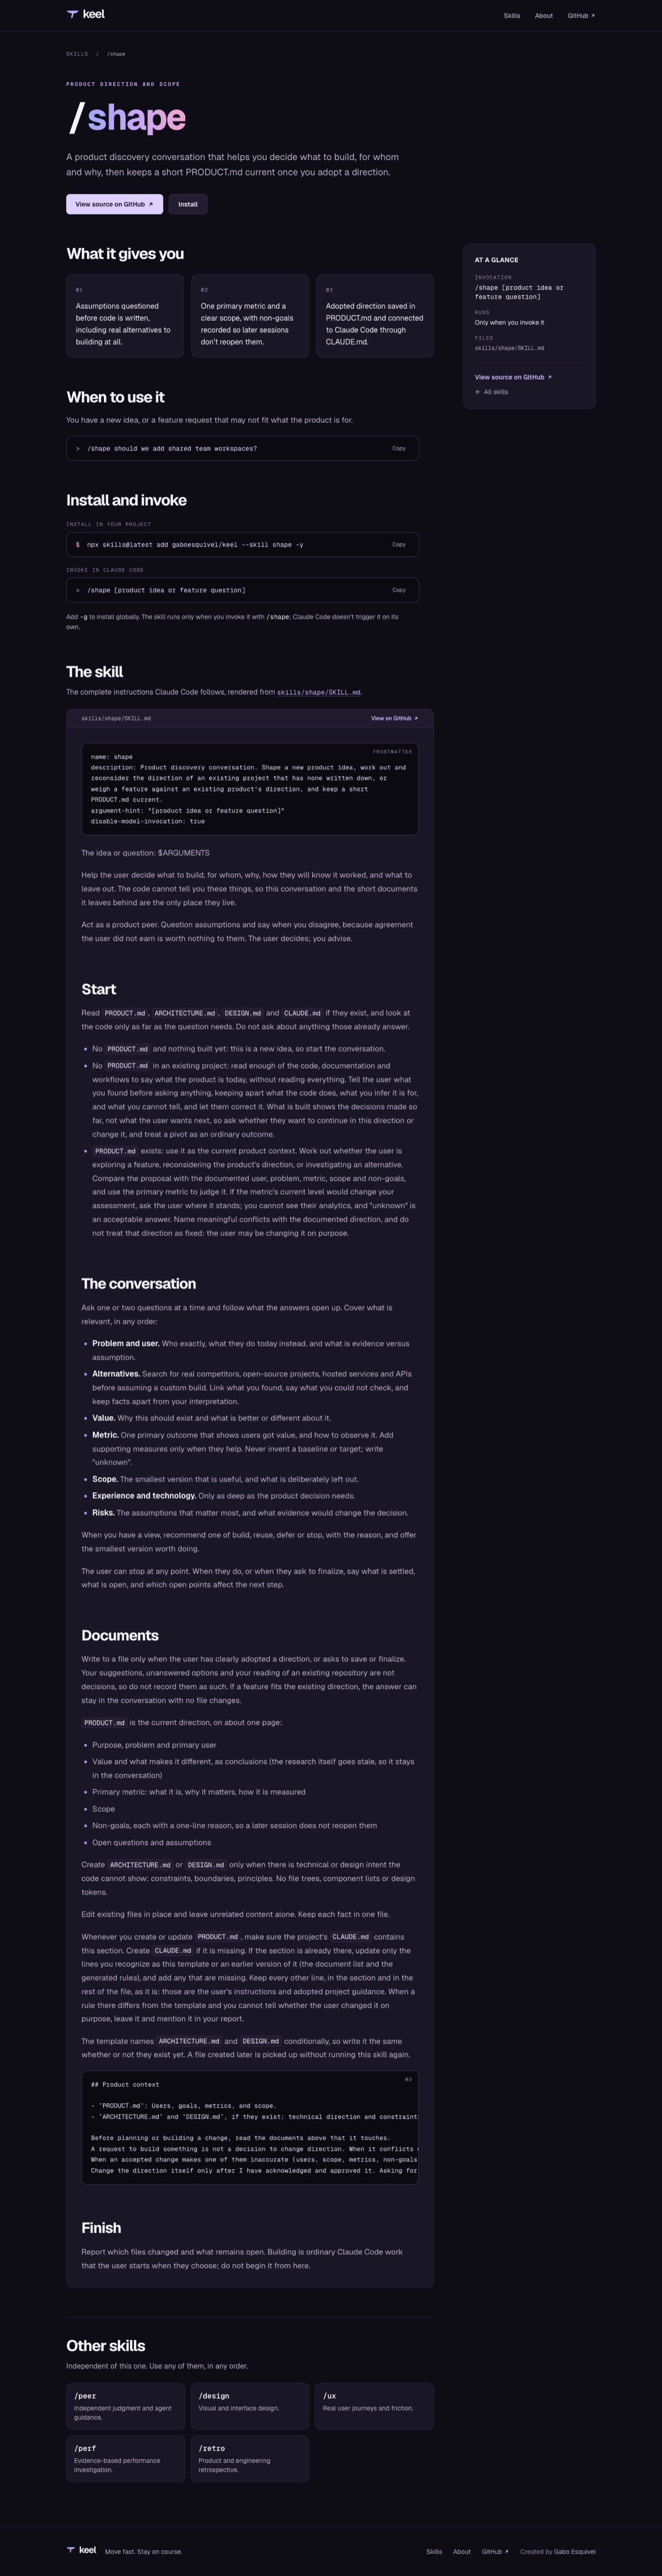 keel
Skills About GitHub ↗
SKILLS / /shape
PRODUCT DIRECTION AND SCOPE
/shape
A product discovery conversation that helps you decide what to build, for whom
and why, then keeps a short PRODUCT.md current once you adopt a direction.
View source on GitHub ↗ Install
What it gives you
01
Assumptions questioned
before code is written,
including real alternatives to
building at all.
02
One primary metric and a
clear scope, with non-goals
recorded so later sessions
don't reopen them.
03
Adopted direction saved in
PRODUCT.md and connected
to Claude Code through
CLAUDE.md.
AT A GLANCE
INVOCATION
/shape [product idea or
feature question]
RUNS
Only when you invoke it
FILES
skills/shape/SKILL.md
View source on GitHub ↗
← All skills
When to use it
You have a new idea, or a feature request that may not fit what the product is for.
> /shape should we add shared team workspaces? Copy
Install and invoke
INSTALL IN YOUR PROJECT
$ npx skills@latest add gaboesquivel/keel --skill shape -y Copy
INVOKE IN CLAUDE CODE
> /shape [product idea or feature question] Copy
Add -g to install globally. The skill runs only when you invoke it with /shape; Claude Code doesn't trigger it on its
own.
The skill
The complete instructions Claude Code follows, rendered from skills/shape/SKILL.md.
skills/shape/SKILL.md View on GitHub ↗
FRONTMATTER
name: shape
description: Product discovery conversation. Shape a new product idea, work out and
reconsider the direction of an existing project that has none written down, or
weigh a feature against an existing product's direction, and keep a short
PRODUCT.md current.
argument-hint: "[product idea or feature question]"
disable-model-invocation: true
The idea or question: $ARGUMENTS
Help the user decide what to build, for whom, why, how they will know it worked, and what to
leave out. The code cannot tell you these things, so this conversation and the short documents
it leaves behind are the only place they live.
Act as a product peer. Question assumptions and say when you disagree, because agreement
the user did not earn is worth nothing to them. The user decides; you advise.
Start
Read PRODUCT.md, ARCHITECTURE.md, DESIGN.md and CLAUDE.md if they exist, and look at
the code only as far as the question needs. Do not ask about anything those already answer.
• No PRODUCT.md and nothing built yet: this is a new idea, so start the conversation.
• No PRODUCT.md in an existing project: read enough of the code, documentation and
workflows to say what the product is today, without reading everything. Tell the user what
you found before asking anything, keeping apart what the code does, what you infer it is for,
and what you cannot tell, and let them correct it. What is built shows the decisions made so
far, not what the user wants next, so ask whether they want to continue in this direction or
change it, and treat a pivot as an ordinary outcome.
• PRODUCT.md exists: use it as the current product context. Work out whether the user is
exploring a feature, reconsidering the product's direction, or investigating an alternative.
Compare the proposal with the documented user, problem, metric, scope and non-goals,
and use the primary metric to judge it. If the metric's current level would change your
assessment, ask the user where it stands; you cannot see their analytics, and "unknown" is
an acceptable answer. Name meaningful conflicts with the documented direction, and do
not treat that direction as fixed: the user may be changing it on purpose.
The conversation
Ask one or two questions at a time and follow what the answers open up. Cover what is
relevant, in any order:
• Problem and user. Who exactly, what they do today instead, and what is evidence versus
assumption.
• Alternatives. Search for real competitors, open-source projects, hosted services and APIs
before assuming a custom build. Link what you found, say what you could not check, and
keep facts apart from your interpretation.
• Value. Why this should exist and what is better or different about it.
• Metric. One primary outcome that shows users got value, and how to observe it. Add
supporting measures only when they help. Never invent a baseline or target; write
"unknown".
• Scope. The smallest version that is useful, and what is deliberately left out.
• Experience and technology. Only as deep as the product decision needs.
• Risks. The assumptions that matter most, and what evidence would change the decision.
When you have a view, recommend one of build, reuse, defer or stop, with the reason, and offer
the smallest version worth doing.
The user can stop at any point. When they do, or when they ask to finalize, say what is settled,
what is open, and which open points affect the next step.
Documents
Write to a file only when the user has clearly adopted a direction, or asks to save or finalize.
Your suggestions, unanswered options and your reading of an existing repository are not
decisions, so do not record them as such. If a feature fits the existing direction, the answer can
stay in the conversation with no file changes.
PRODUCT.md is the current direction, on about one page:
• Purpose, problem and primary user
• Value and what makes it different, as conclusions (the research itself goes stale, so it stays
in the conversation)
• Primary metric: what it is, why it matters, how it is measured
• Scope
• Non-goals, each with a one-line reason, so a later session does not reopen them
• Open questions and assumptions
Create ARCHITECTURE.md or DESIGN.md only when there is technical or design intent the
code cannot show: constraints, boundaries, principles. No file trees, component lists or design
tokens.
Edit existing files in place and leave unrelated content alone. Keep each fact in one file.
Whenever you create or update PRODUCT.md, make sure the project's CLAUDE.md contains
this section. Create CLAUDE.md if it is missing. If the section is already there, update only the
lines you recognize as this template or an earlier version of it (the document list and the
generated rules), and add any that are missing. Keep every other line, in the section and in the
rest of the file, as it is: those are the user's instructions and adopted project guidance. When a
rule there differs from the template and you cannot tell whether the user changed it on
purpose, leave it and mention it in your report.
The template names ARCHITECTURE.md and DESIGN.md conditionally, so write it the same
whether or not they exist yet. A file created later is picked up without running this skill again.
MD
## Product context
- `PRODUCT.md`: Users, goals, metrics, and scope.
- `ARCHITECTURE.md` and `DESIGN.md`, if they exist: technical direction and constraint
Before planning or building a change, read the documents above that it touches.
A request to build something is not a decision to change direction. When it conflicts
When an accepted change makes one of them inaccurate (users, scope, metrics, non-goals
Change the direction itself only after I have acknowledged and approved it. Asking for
Finish
Report which files changed and what remains open. Building is ordinary Claude Code work
that the user starts when they choose; do not begin it from here.
Other skills
Independent of this one. Use any of them, in any order.
/peer
Independent judgment and agent
guidance.
/design
Visual and interface design.
/ux
Real user journeys and friction.
/perf
Evidence-based performance
investigation.
/retro
Product and engineering
retrospective.
keel Move fast. Stay on course.
Skills About GitHub ↗ Created by Gabo Esquivel